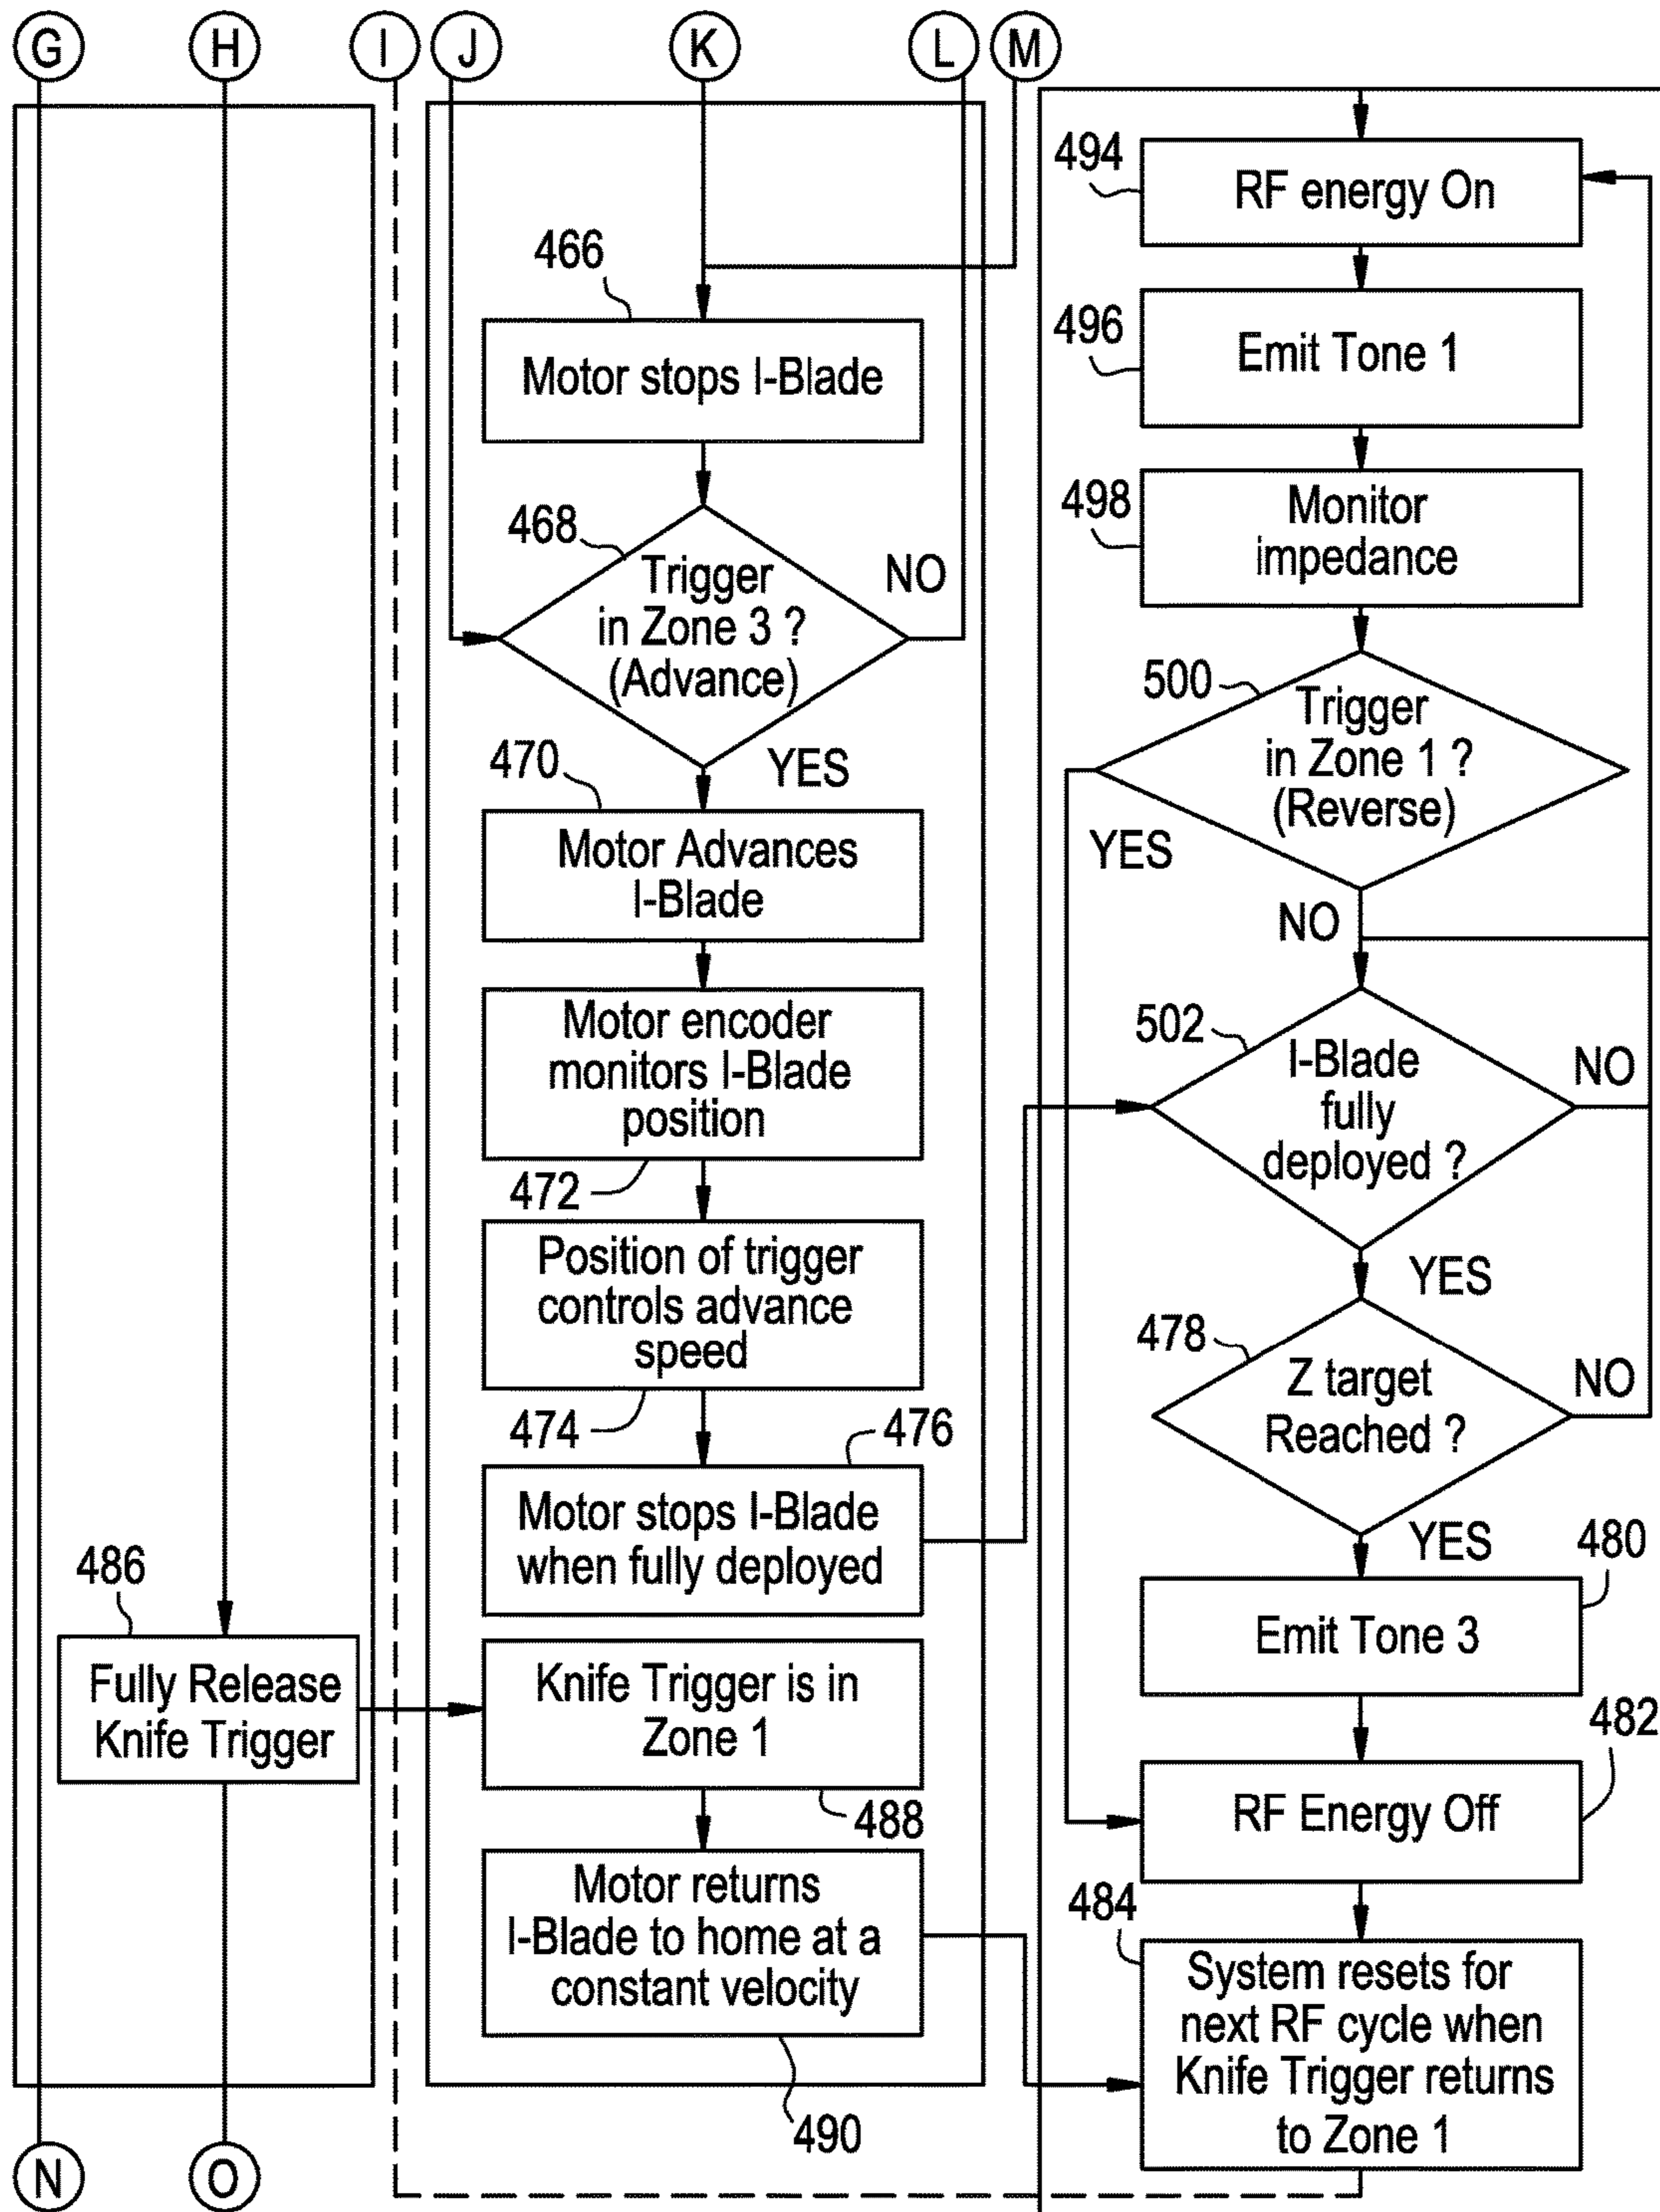 G
H
I
J
K
L
M
466
Motor stops I-Blade
468
Trigger
in Zone 3 ?
(Advance)
NO
YES
470
Motor Advances
I-Blade
Motor encoder
monitors I-Blade
position
472
Position of trigger
controls advance
speed
474
476
Motor stops I-Blade
when fully deployed
486
Fully Release
Knife Trigger
Knife Trigger is in
Zone 1
488
Motor returns
I-Blade to home at a
constant velocity
490
494
RF energy On
496
Emit Tone 1
498
Monitor
impedance
500
Trigger
in Zone 1 ?
(Reverse)
YES
NO
502
I-Blade
fully
deployed ?
NO
YES
478
Z target
Reached ?
NO
YES
480
Emit Tone 3
482
RF Energy Off
484
System resets for
next RF cycle when
Knife Trigger returns
to Zone 1
N
O